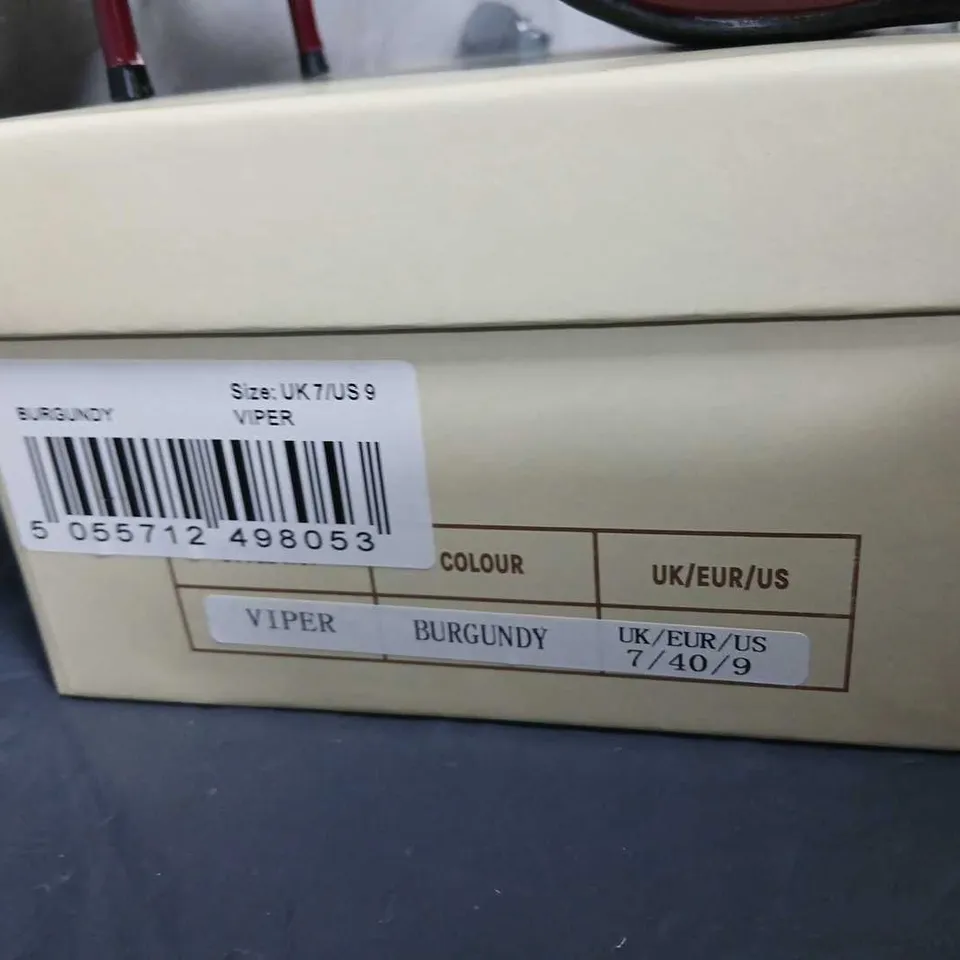 Size: UK 7/US 9
BURGUNDY VIPER
5 055712 498053
COLOUR UK/EUR/US
VIPER BURGUNDY UK/EUR/US
7/40/9